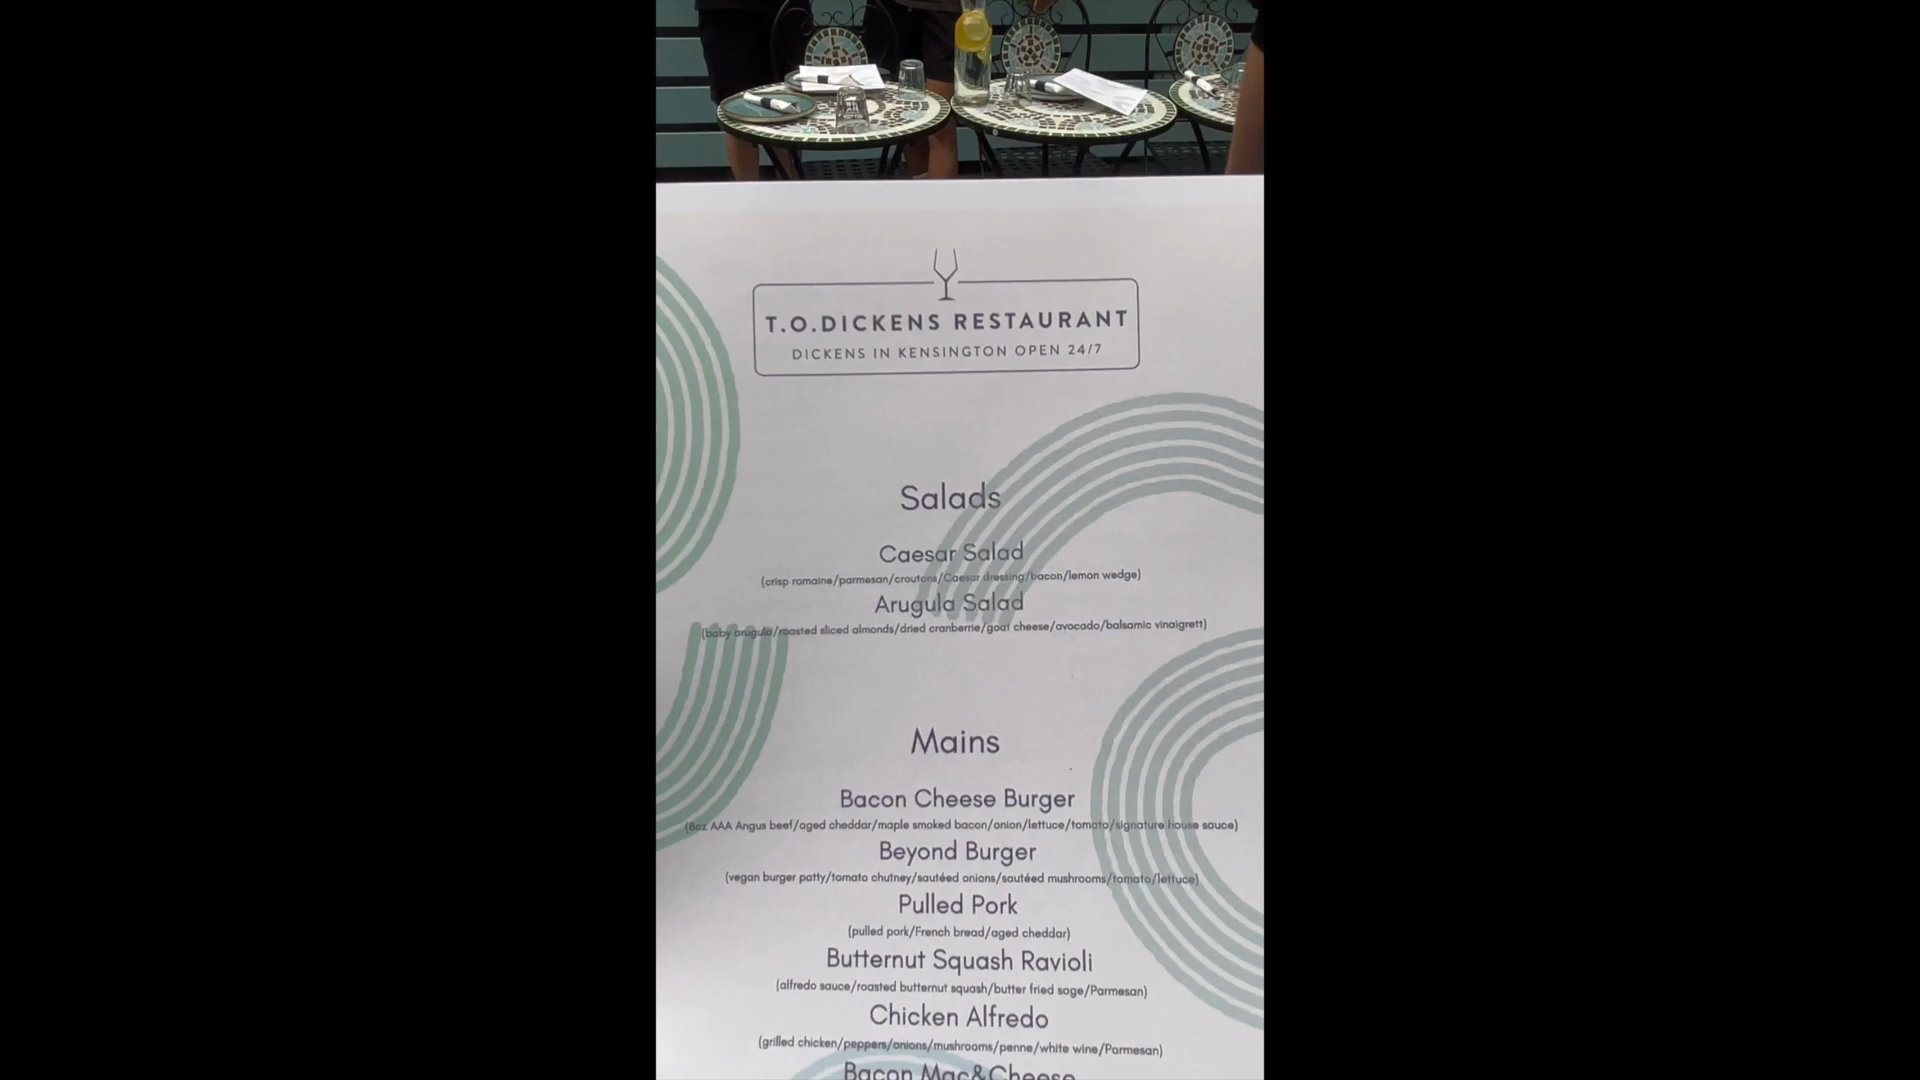 T.O.DICKENS RESTAURANT
DICKENS IN KENSINGTON OPEN 24/7
Salads
Caesar Salad
(crisp romaine/parmesan/croutons/Caesar dressing/bacon/lemon wedge)
Arugula Salad
(baby arugula/roasted sliced almonds/dried cranberrie/goat cheese/avocado/balsamic vinaigrett)
Mains
Bacon Cheese Burger
(8oz AAA Angus beef/aged cheddar/maple smoked bacon/onion/lettuce/tomato/signature house sauce)
Beyond Burger
(vegan burger patty/tomato chutney/sautéed onions/sautéed mushrooms/tomato/lettuce)
Pulled Pork
(pulled pork/French bread/aged cheddar)
Butternut Squash Ravioli
(alfredo sauce/roasted butternut squash/butter fried sage/Parmesan)
Chicken Alfredo
(grilled chicken/peppers/onions/mushrooms/penne/white wine/Parmesan)
Bacon Mac&Cheese